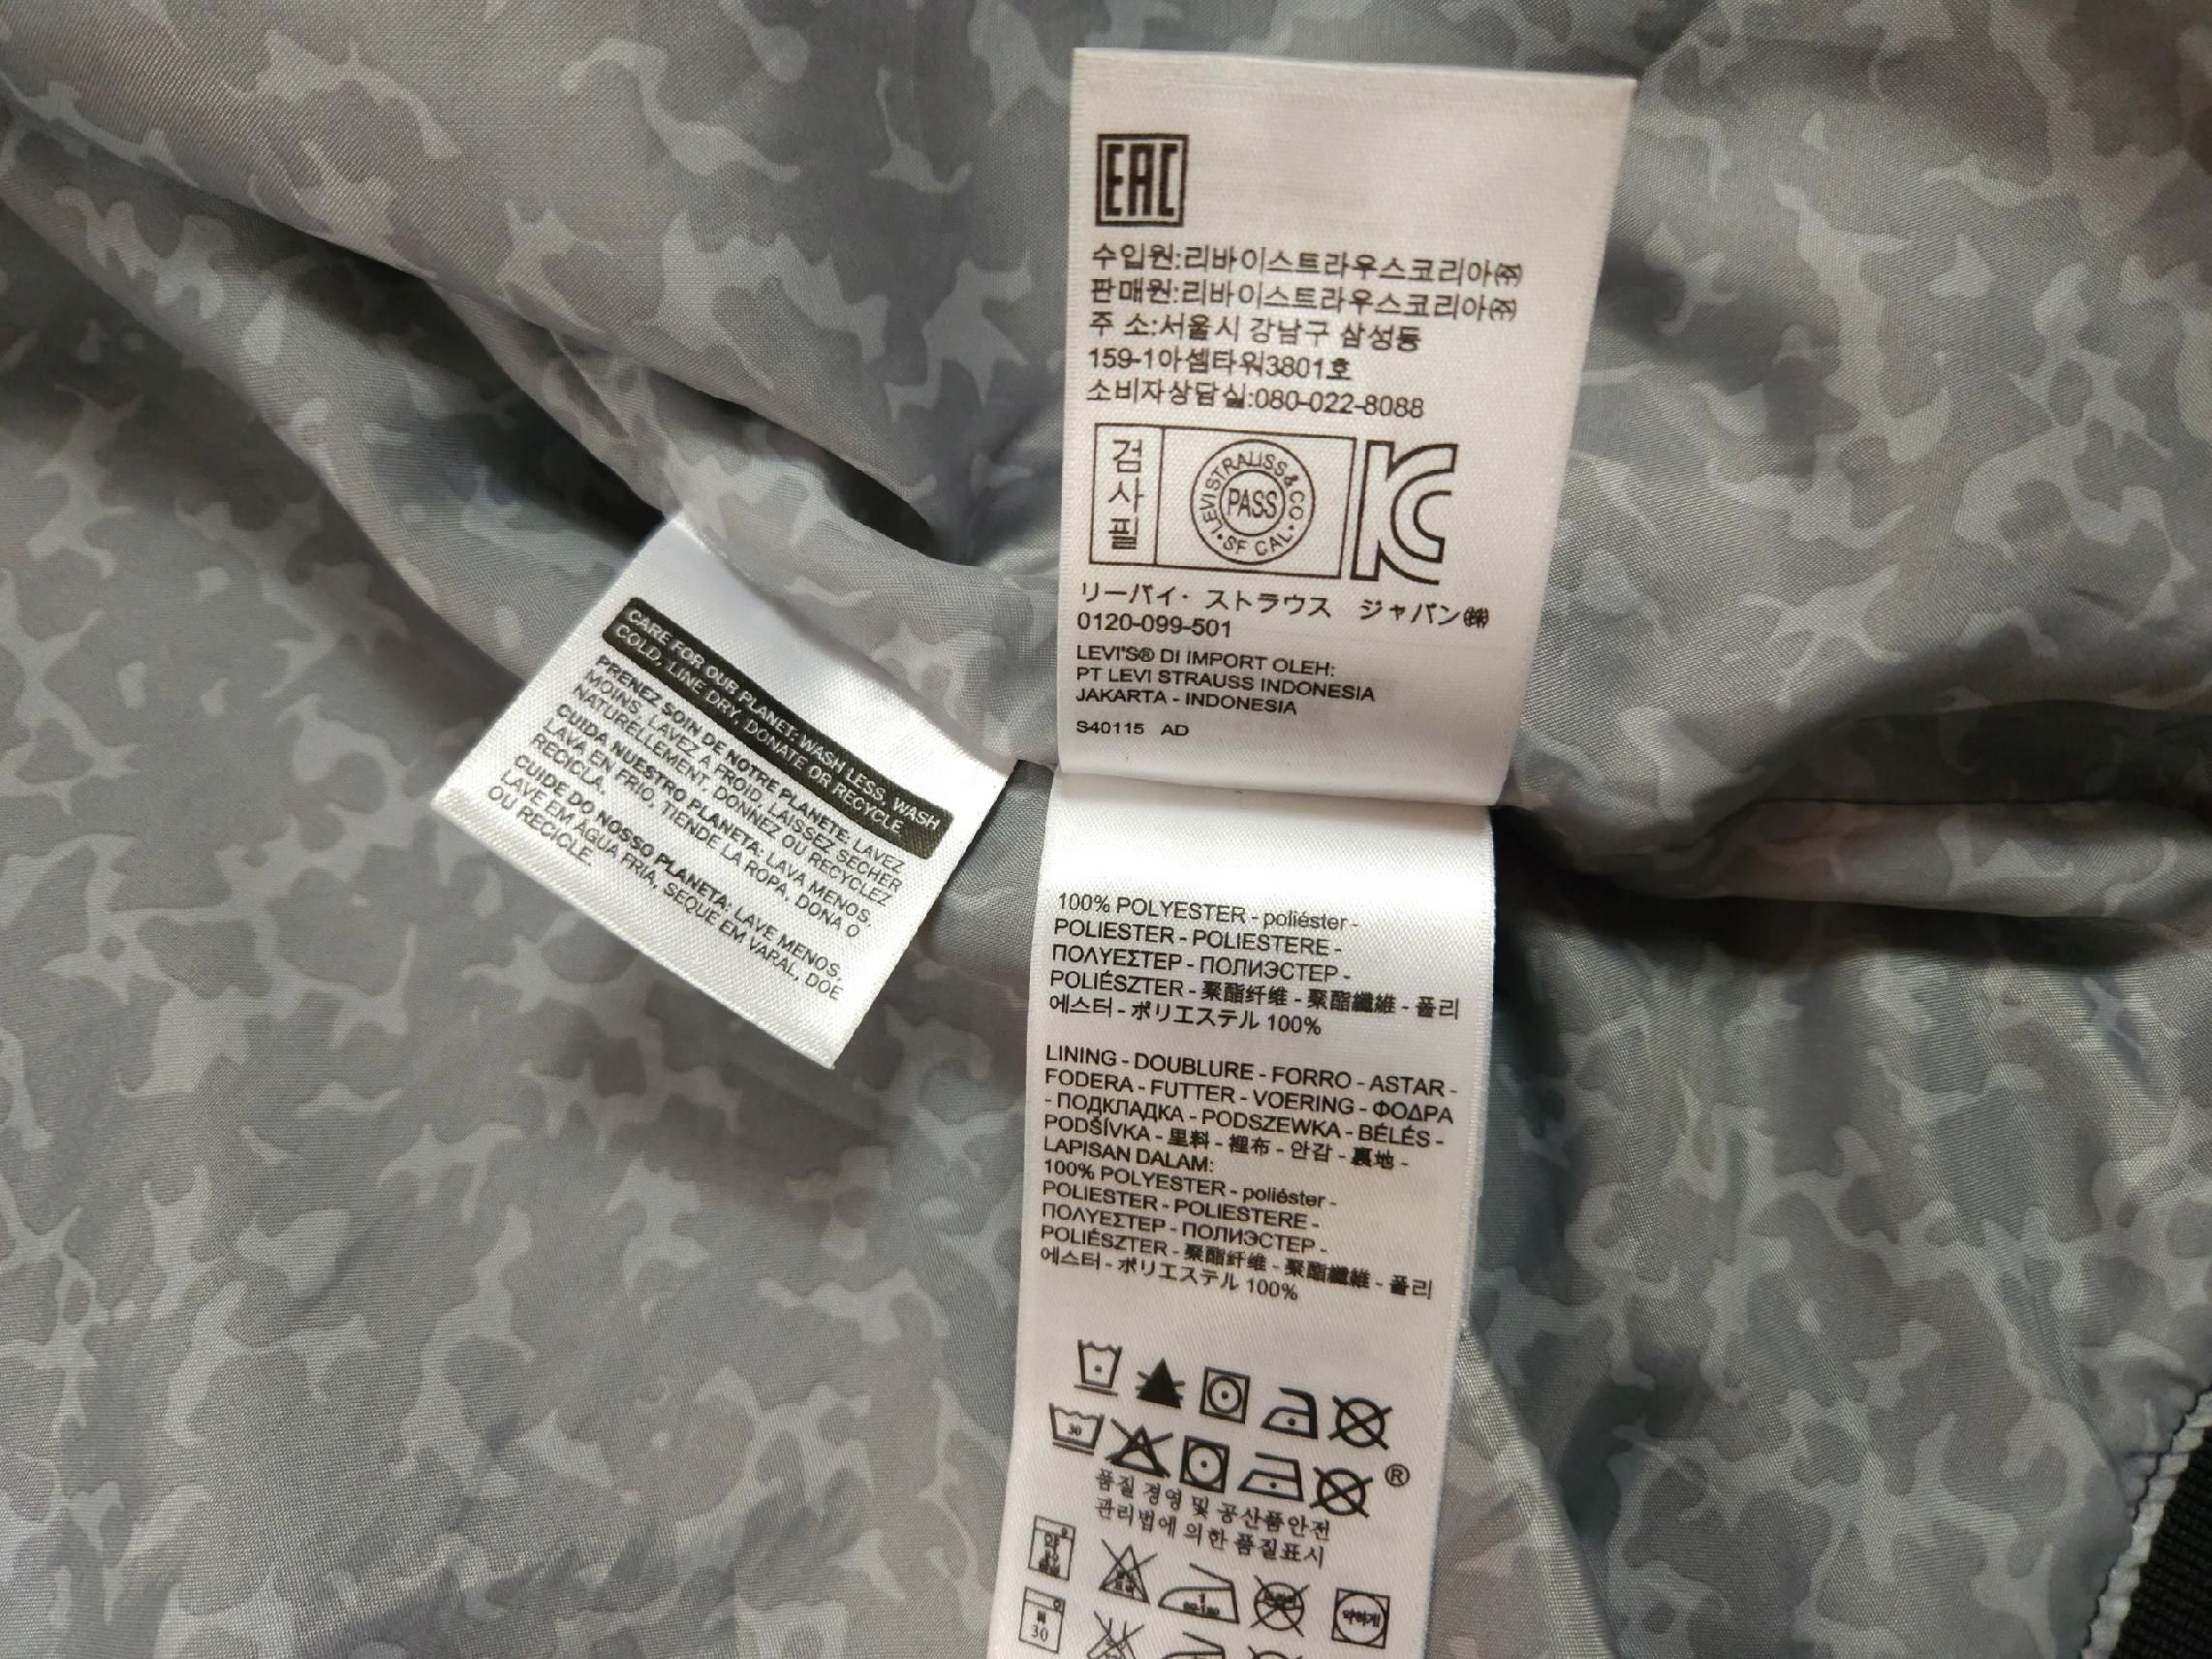 EAC
수입원:리바이스트라우스코리아㈜
판매원:리바이스트라우스코리아㈜
주 소:서울시 강남구 삼성동
159-1아셈타워3801호
소비자상담실:080-022-8088
검
사
필
LEVI STRAUSS & CO
PASS
SF CAL
リーバイ・ストラウス ジャパン㈱
0120-099-501
LEVI'S® DI IMPORT OLEH:
PT LEVI STRAUSS INDONESIA
JAKARTA - INDONESIA
S40115 AD
CARE FOR OUR PLANET: WASH LESS, WASH
COLD, LINE DRY, DONATE OR RECYCLE
PRENEZ SOIN DE NOTRE PLANETE: LAVEZ
MOINS, LAVEZ A FROID, LAISSEZ SECHER
NATURELLEMENT, DONNEZ OU RECYCLEZ
CUIDA NUESTRO PLANETA: LAVA MENOS,
LAVA EN FRIO, TIENDE LA ROPA, DONA O
RECICLA.
CUIDE DO NOSSO PLANETA: LAVE MENOS,
LAVE EM ÁGUA FRIA, SEQUE EM VARAL, DOE
OU RECICLE.
100% POLYESTER - poliéster -
POLIESTER - POLIESTERE -
ΠΟΛΥΕΣΤΕΡ - ПОЛИЭСТЕР -
POLIÉSZTER - 聚酯纤维 - 聚酯纖維 - 폴리
에스터 - ポリエステル 100%
LINING - DOUBLURE - FORRO - ASTAR -
FODERA - FUTTER - VOERING - ΦΟΔΡΑ
- ПОДКЛАДКА - PODSZEWKA - BÉLÉS -
PODŠÍVKA - 里料 - 裡布 - 안감 - 裏地 -
LAPISAN DALAM:
100% POLYESTER - poliéster -
POLIESTER - POLIESTERE -
ΠΟΛΥΕΣΤΕΡ - ПОЛИЭСТЕР -
POLIÉSZTER - 聚酯纤维 - 聚酯纖維 - 폴리
에스터 - ポリエステル 100%
30
®
품질 경영 및 공산품안전
관리법에 의한 품질표시
약하게
30